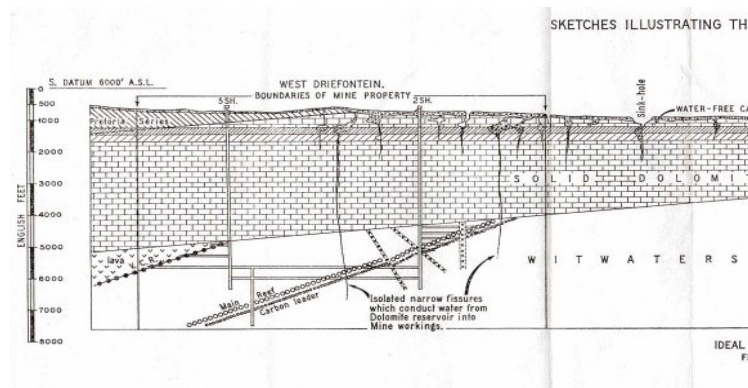 SKETCHES ILLUSTRATING TH
S. DATUM 6000' A.S.L.
WEST DRIEFONTEIN.
BOUNDARIES OF MINE PROPERTY
5SH.
2SH.
Sink-hole
WATER-FREE CA
Pretoria Series
0
500
1000
2000
3000
4000
5000
6000
7000
8000
ENGLISH FEET
SOLID DOLOMI
lava
V.C.R.
WITWATERS
Main Reef
Carbon leader
Isolated narrow fissures
which conduct water from
Dolomite reservoir into
Mine workings.
IDEAL